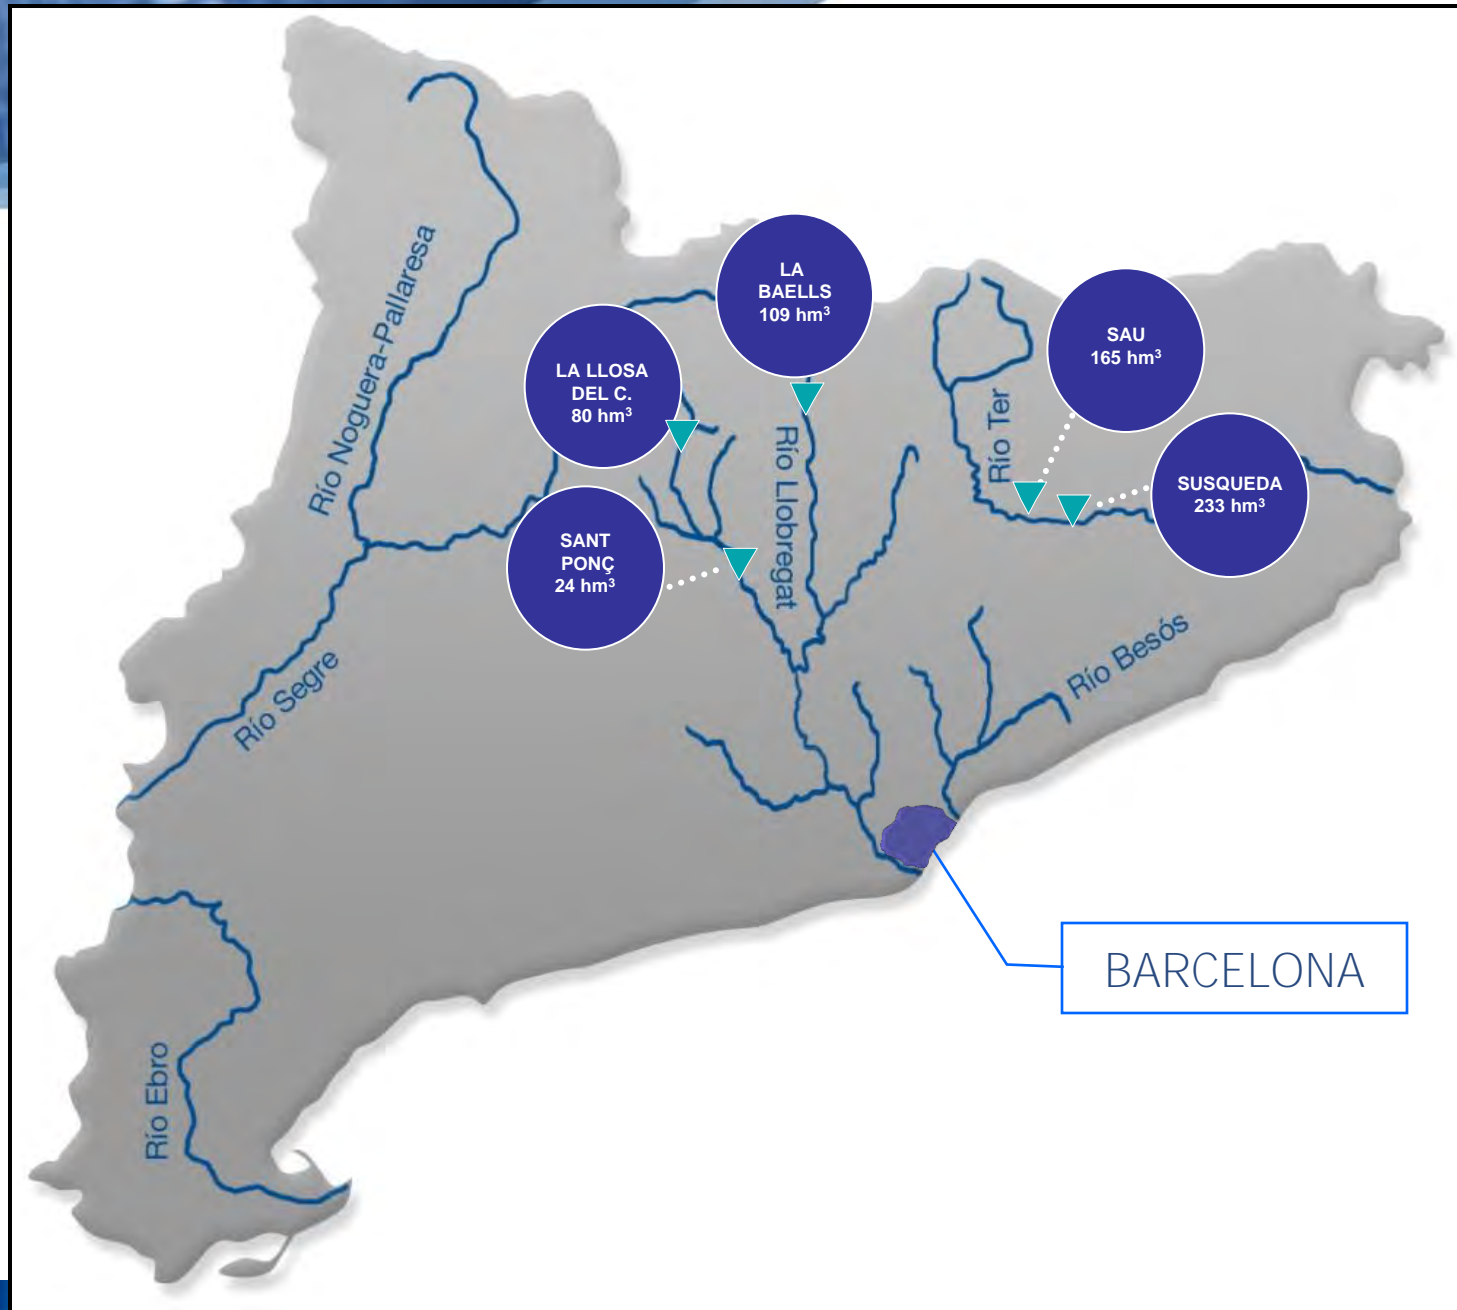 LA
BAELLS
109 hm³
SAU
165 hm³
LA LLOSA
DEL C.
80 hm³
SUSQUEDA
233 hm³
SANT
PONÇ
24 hm³
Río Noguera-Pallaresa
Río Llobregat
Río Ter
Río Segre
Río Besós
BARCELONA
Río Ebro